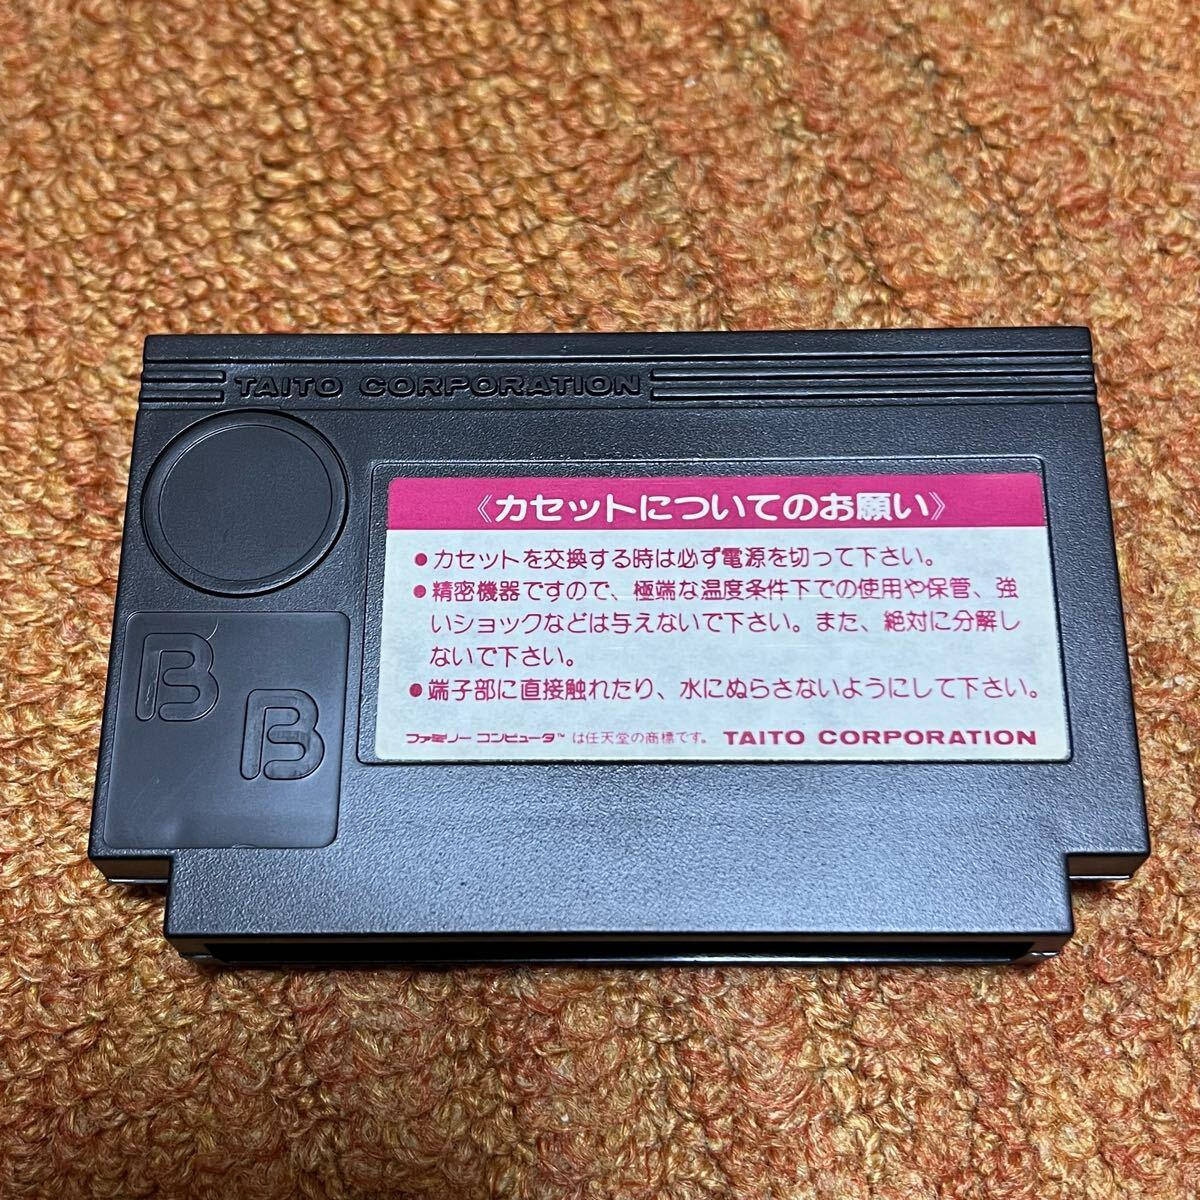 TAITO CORPORATION
《カセットについてのお願い》
●カセットを交換する時は必ず電源を切って下さい。
●精密機器ですので、極端な温度条件下での使用や保管、強
いショックなどは与えないで下さい。また、絶対に分解し
ないで下さい。
●端子部に直接触れたり、水にぬらさないようにして下さい。
ファミリー コンピュータ™ は任天堂の商標です。 TAITO CORPORATION
B
B